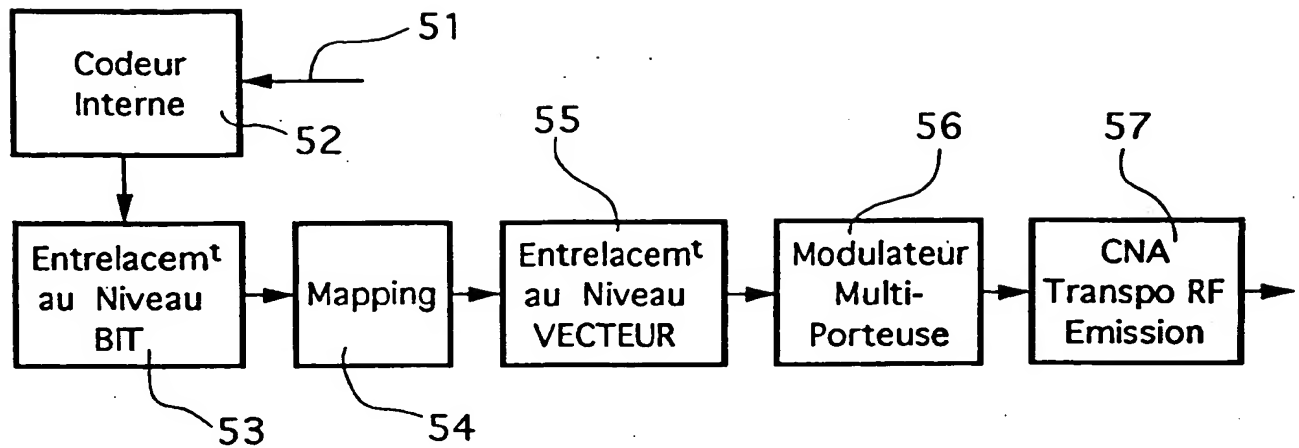 51
Codeur
Interne
52
55
56
57
Entrelacemᵗ
au Niveau
BIT
Mapping
Entrelacemᵗ
au Niveau
VECTEUR
Modulateur
Multi-
Porteuse
CNA
Transpo RF
Emission
53
54